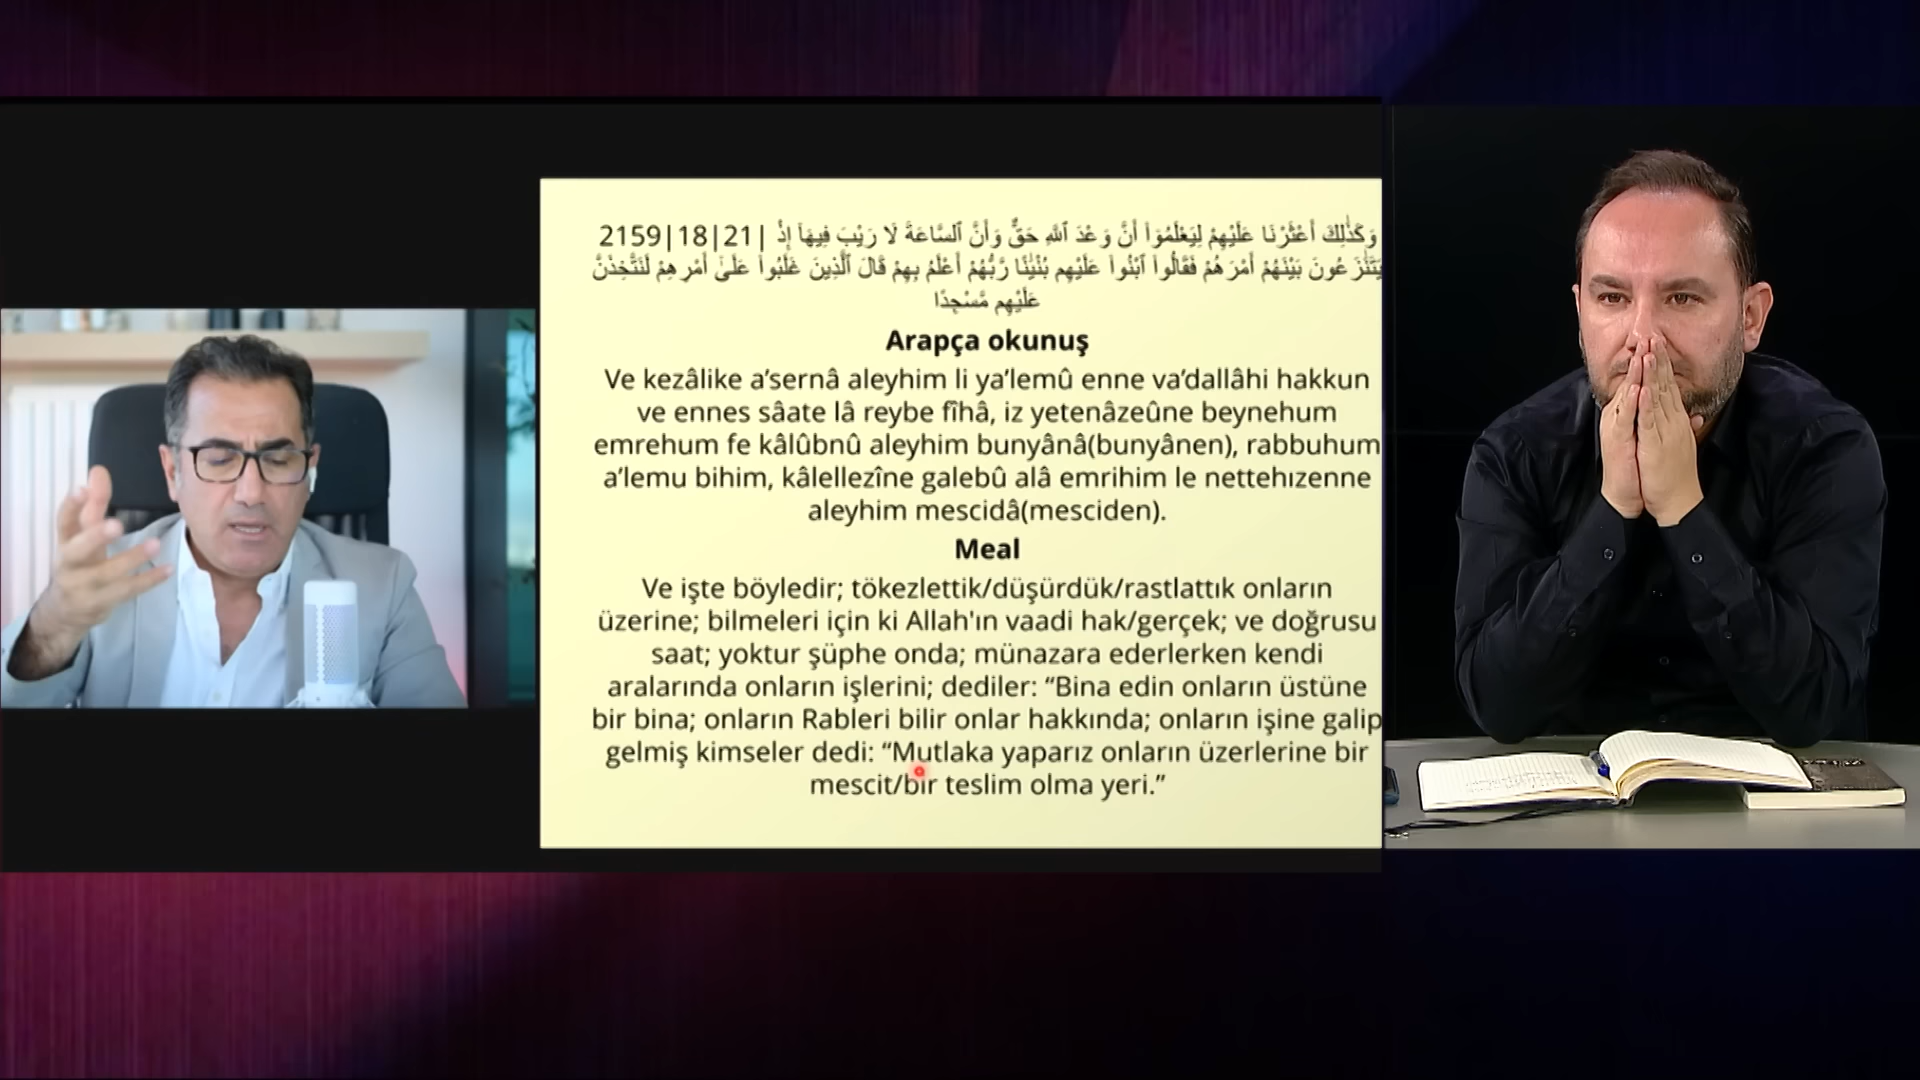 2159|18|21| وَكَذَٰلِكَ أَعْثَرْنَا عَلَيْهِمْ لِيَعْلَمُوٓا۟ أَنَّ وَعْدَ ٱللَّهِ حَقٌّ وَأَنَّ ٱلسَّاعَةَ لَا رَيْبَ فِيهَآ إِذْ
يَتَنَٰزَعُونَ بَيْنَهُمْ أَمْرَهُمْ فَقَالُوا۟ ٱبْنُوا۟ عَلَيْهِم بُنْيَٰنًا رَّبُّهُمْ أَعْلَمُ بِهِمْ قَالَ ٱلَّذِينَ غَلَبُوا۟ عَلَىٰٓ أَمْرِهِمْ لَنَتَّخِذَنَّ
عَلَيْهِم مَّسْجِدًا
Arapça okunuş
Ve kezâlike a’sernâ aleyhim li ya’lemû enne va’dallâhi hakkun
ve ennes sâate lâ reybe fîhâ, iz yetenâzeûne beynehum
emrehum fe kâlûbnû aleyhim bunyânâ(bunyânen), rabbuhum
a’lemu bihim, kâlellezîne galebû alâ emrihim le nettehızenne
aleyhim mescidâ(mesciden).
Meal
Ve işte böyledir; tökezlettik/düşürdük/rastlattık onların
üzerine; bilmeleri için ki Allah'ın vaadi hak/gerçek; ve doğrusu
saat; yoktur şüphe onda; münazara ederlerken kendi
aralarında onların işlerini; dediler: “Bina edin onların üstüne
bir bina; onların Rableri bilir onlar hakkında; onların işine galip
gelmiş kimseler dedi: “Mutlaka yaparız onların üzerlerine bir
mescit/bir teslim olma yeri.”